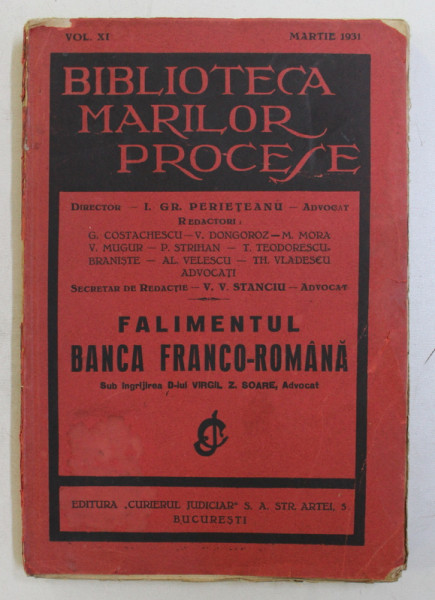 VOL. XI MARTIE 1931
BIBLIOTECA
MARILOR
PROCESE
DIRECTOR — I. GR. PERIEȚEANU — ADVOCAT
REDACTORI :
G. COSTACHESCU — V. DONGOROZ — M. MORA
V. MUGUR — P. STRIHAN — T. TEODORESCU-
BRANIȘTE — AL. VELESCU — TH. VLADESCU
ADVOCAȚI
SECRETAR DE REDACȚIE — V. V. STANCIU — ADVOCAT
FALIMENTUL
BANCA FRANCO-ROMÂNĂ
Sub îngrijirea D-lui VIRGIL Z. SOARE, Advocat
EDITURA „CURIERUL JUDICIAR" S. A. STR. ARTEI, 5
BUCUREȘTI